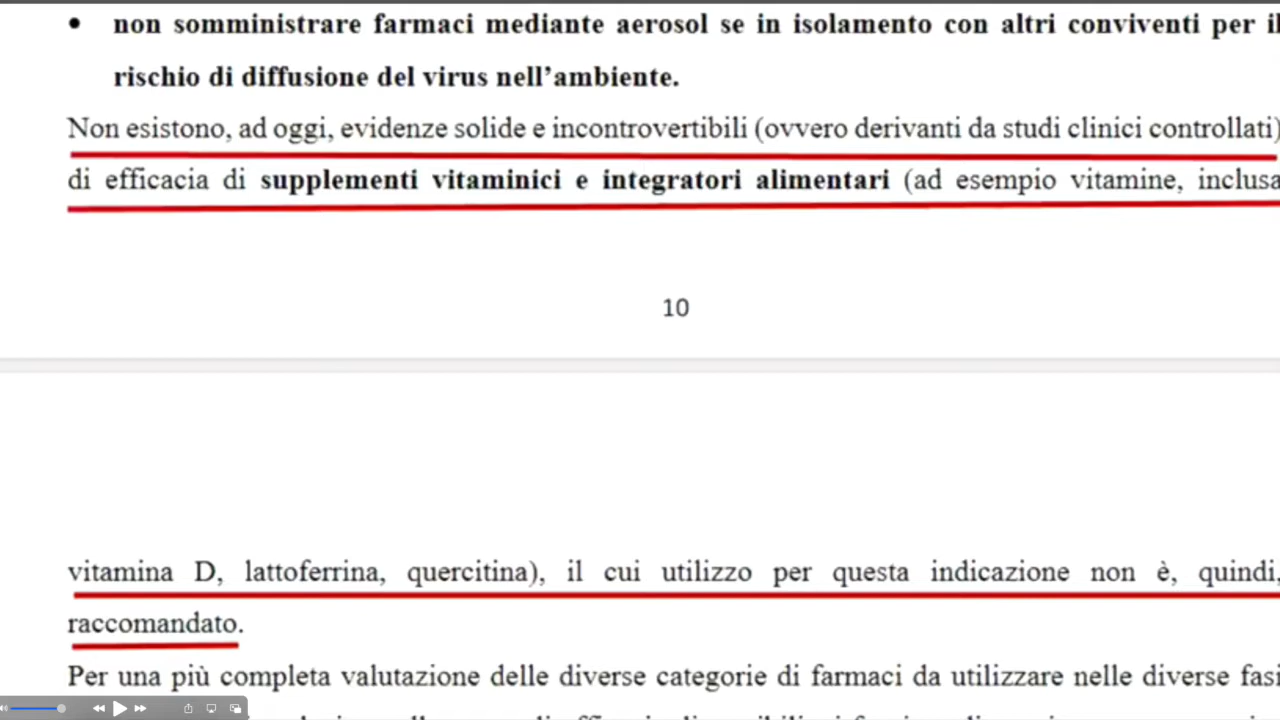 • non somministrare farmaci mediante aerosol se in isolamento con altri conviventi per il
rischio di diffusione del virus nell’ambiente.
Non esistono, ad oggi, evidenze solide e incontrovertibili (ovvero derivanti da studi clinici controllati)
di efficacia di supplementi vitaminici e integratori alimentari (ad esempio vitamine, inclusa
10
vitamina D, lattoferrina, quercitina), il cui utilizzo per questa indicazione non è, quindi,
raccomandato.
Per una più completa valutazione delle diverse categorie di farmaci da utilizzare nelle diverse fasi